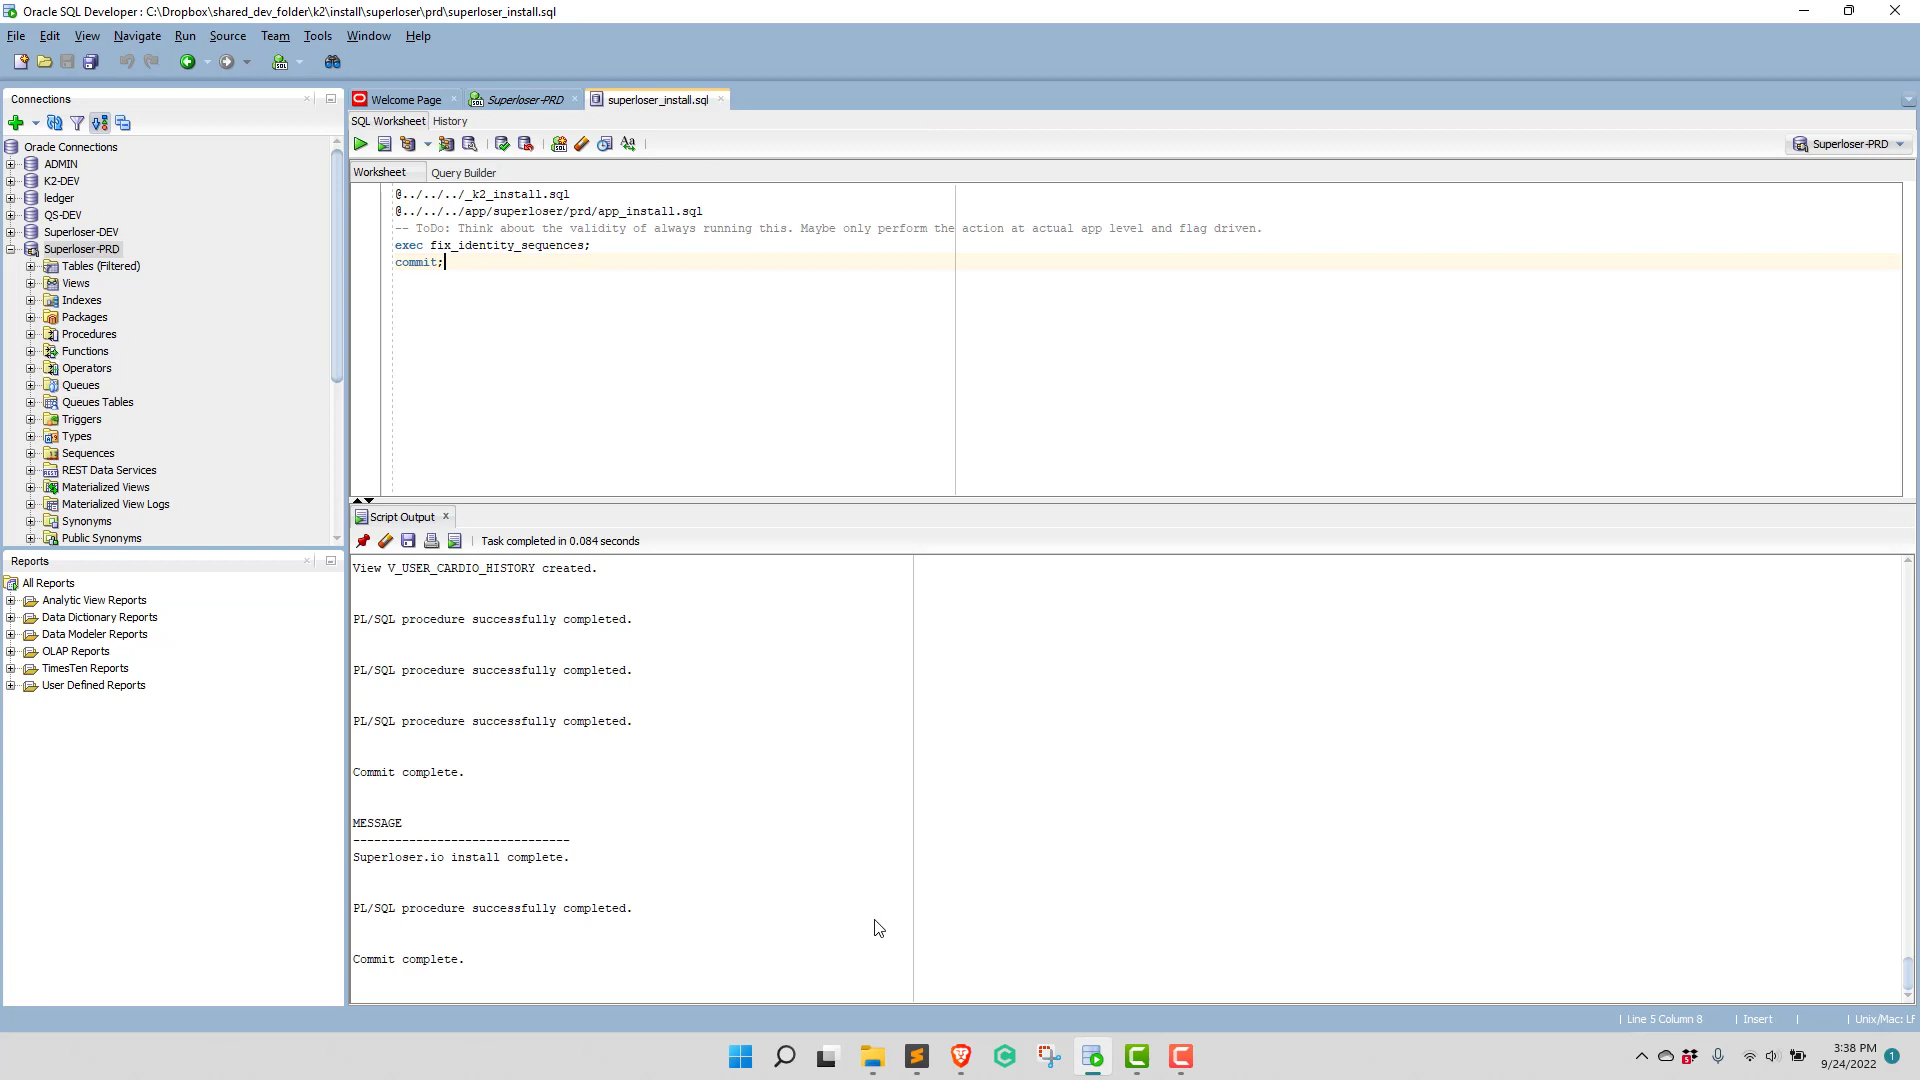 Oracle SQL Developer : C:\Dropbox\shared_dev_folder\k2\install\superloser\prd\superloser_install.sql
File Edit View Navigate Run Source Team Tools Window Help
Connections
Oracle Connections
ADMIN
K2-DEV
ledger
QS-DEV
Superloser-DEV
Superloser-PRD
Tables (Filtered)
Views
Indexes
Packages
Procedures
Functions
Operators
Queues
Queues Tables
Triggers
Types
Sequences
REST Data Services
Materialized Views
Materialized View Logs
Synonyms
Public Synonyms
Reports
All Reports
Analytic View Reports
Data Dictionary Reports
Data Modeler Reports
OLAP Reports
TimesTen Reports
User Defined Reports
Welcome Page Superloser-PRD superloser_install.sql
SQL Worksheet History
Superloser-PRD
Worksheet Query Builder
@../../../_k2_install.sql
@../../../app/superloser/prd/app_install.sql
-- ToDo: Think about the validity of always running this. Maybe only perform the action at actual app level and flag driven.
exec fix_identity_sequences;
commit;
Script Output
Task completed in 0.084 seconds
View V_USER_CARDIO_HISTORY created.
PL/SQL procedure successfully completed.
PL/SQL procedure successfully completed.
PL/SQL procedure successfully completed.
Commit complete.
MESSAGE
-------------------------------
Superloser.io install complete.
PL/SQL procedure successfully completed.
Commit complete.
Line 5 Column 8 Insert Unix/Mac: LF
3:38 PM
9/24/2022
1